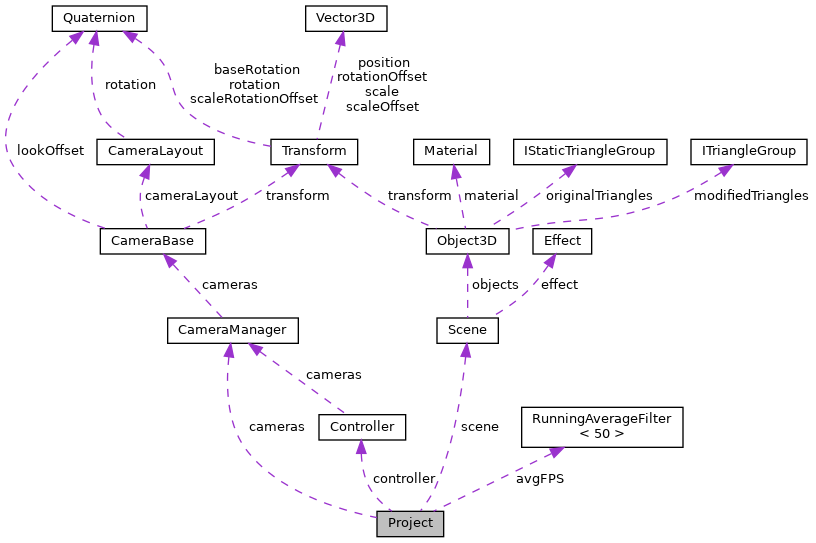 Quaternion
Vector3D
position
baseRotation
rotationOffset
rotation
rotation
scale
scaleRotationOffset
scaleOffset
lookOffset
CameraLayout
Transform
Material
IStaticTriangleGroup
ITriangleGroup
cameraLayout
transform
transform
material
originalTriangles
modifiedTriangles
CameraBase
Object3D
Effect
cameras
objects
effect
CameraManager
Scene
cameras
RunningAverageFilter
< 50 >
Controller
cameras
scene
controller
avgFPS
Project